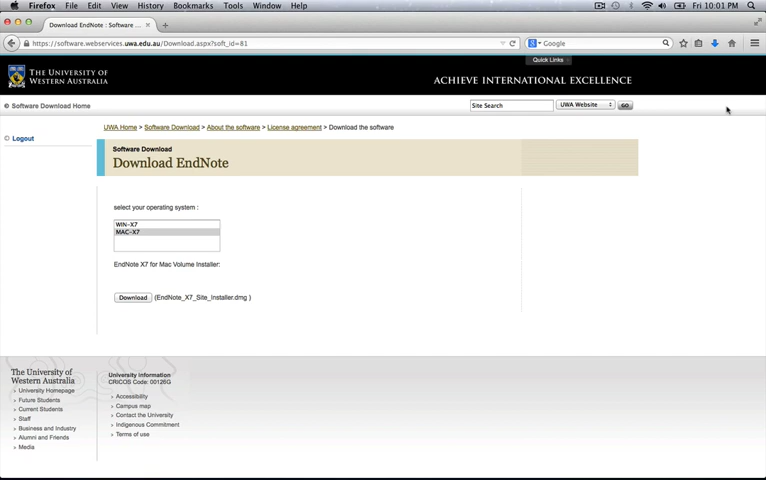 Firefox File Edit View History Bookmarks Tools Window Help Fri 10:01 PM
Download EndNote : Software ...
https://software.webservices.uwa.edu.au/Download.aspx?soft_id=81 Google
Quick Links
THE UNIVERSITY OF
WESTERN AUSTRALIA
ACHIEVE INTERNATIONAL EXCELLENCE
Software Download Home Site Search UWA Website GO
UWA Home > Software Download > About the software > License agreement > Download the software
Logout
Software Download
Download EndNote
select your operating system :
WIN-X7
MAC-X7
EndNote X7 for Mac Volume Installer:
Download (EndNote_X7_Site_Installer.dmg )
The University of
Western Australia
University Homepage
Future Students
Current Students
Staff
Business and Industry
Alumni and Friends
Media
University information
CRICOS Code: 00126G
Accessibility
Campus map
Contact the University
Indigenous Commitment
Terms of use